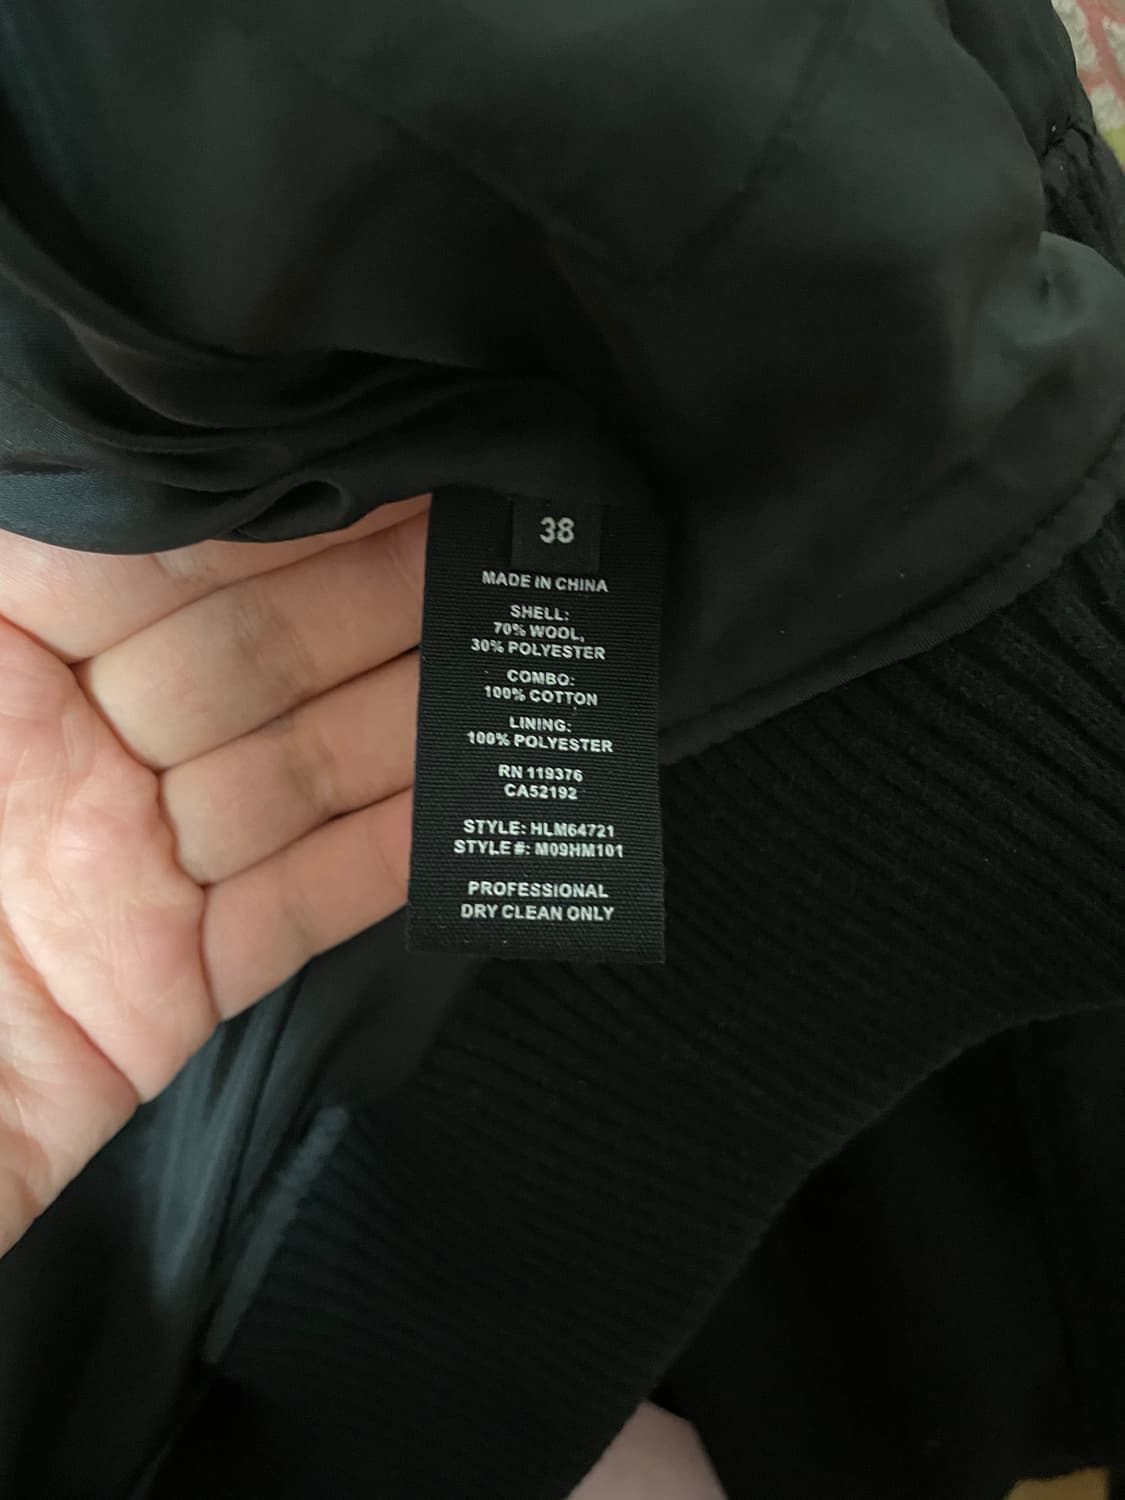 38
MADE IN CHINA
SHELL:
70% WOOL,
30% POLYESTER
COMBO:
100% COTTON
LINING:
100% POLYESTER
RN 119376
CA52192
STYLE: HLM64721
STYLE #: M09HM101
PROFESSIONAL
DRY CLEAN ONLY